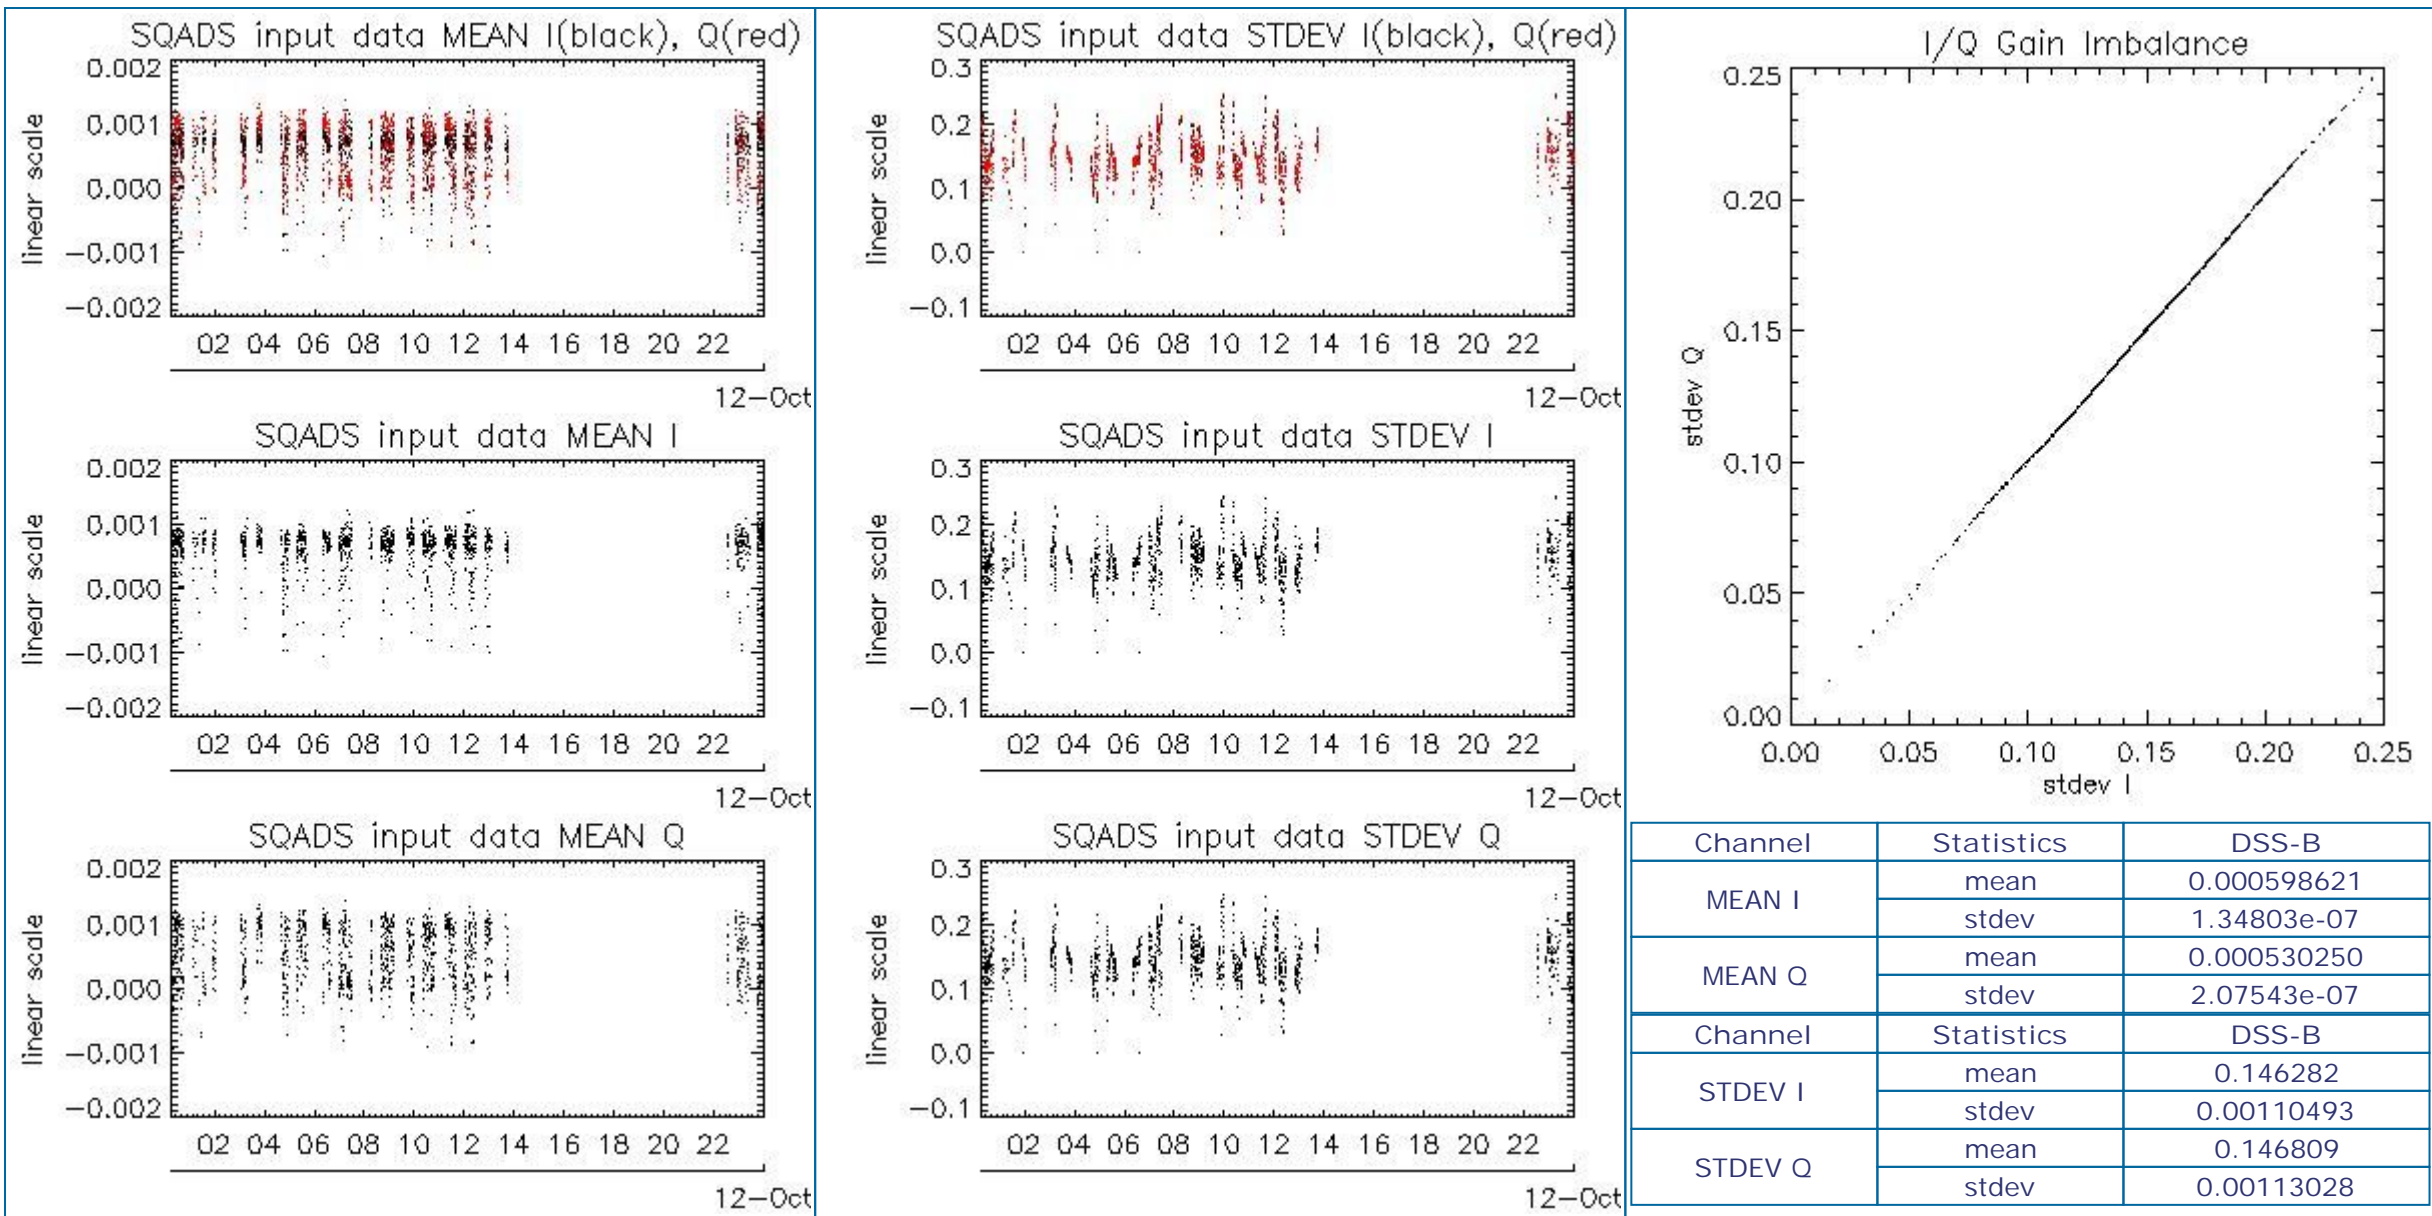 SQADS input data MEAN I(black), Q(red)
0.002
0.001
0.000
−0.001
−0.002
linear scale
02 04 06 08 10 12 14 16 18 20 22
12−Oct
SQADS input data MEAN I
0.002
0.001
0.000
−0.001
−0.002
linear scale
02 04 06 08 10 12 14 16 18 20 22
12−Oct
SQADS input data MEAN Q
0.002
0.001
0.000
−0.001
−0.002
linear scale
02 04 06 08 10 12 14 16 18 20 22
12−Oct
SQADS input data STDEV I(black), Q(red)
0.3
0.2
0.1
0.0
−0.1
linear scale
02 04 06 08 10 12 14 16 18 20 22
12−Oct
SQADS input data STDEV I
0.3
0.2
0.1
0.0
−0.1
linear scale
02 04 06 08 10 12 14 16 18 20 22
12−Oct
SQADS input data STDEV Q
0.3
0.2
0.1
0.0
−0.1
linear scale
02 04 06 08 10 12 14 16 18 20 22
12−Oct
I/Q Gain Imbalance
0.25
0.20
0.15
0.10
0.05
0.00
stdev Q
0.00 0.05 0.10 0.15 0.20 0.25
stdev I
Channel Statistics DSS-B
MEAN I mean 0.000598621
stdev 1.34803e-07
MEAN Q mean 0.000530250
stdev 2.07543e-07
Channel Statistics DSS-B
STDEV I mean 0.146282
stdev 0.00110493
STDEV Q mean 0.146809
stdev 0.00113028